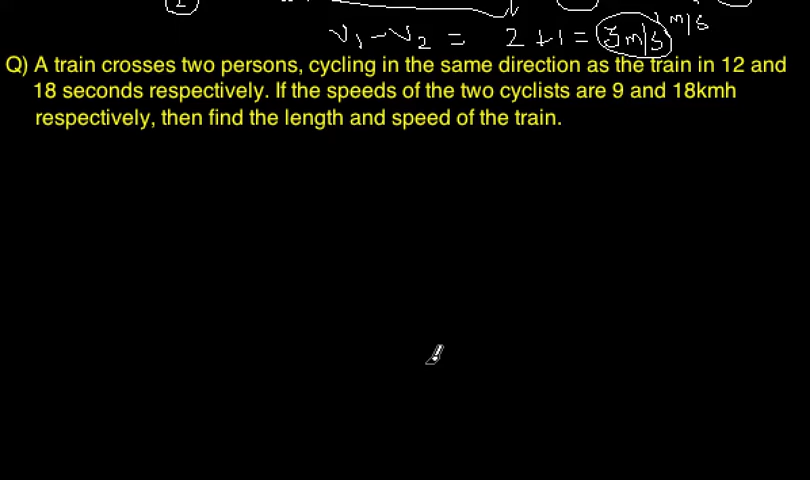 2
m/s
V1 - V2 = 2 + 1 = 3 m/s
Q) A train crosses two persons, cycling in the same direction as the train in 12 and
18 seconds respectively. If the speeds of the two cyclists are 9 and 18kmh
respectively, then find the length and speed of the train.